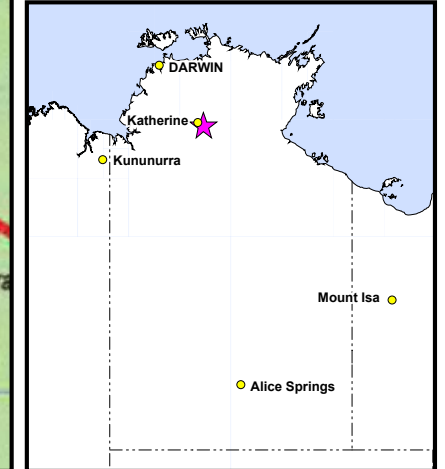 DARWIN
Katherine
Kununurra
Mount Isa
Alice Springs